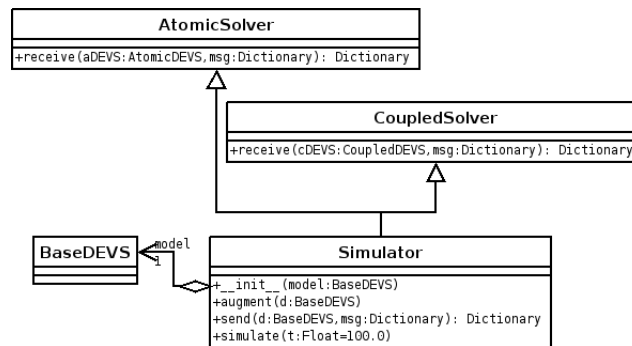 AtomicSolver
+receive(aDEVS:AtomicDEVS,msg:Dictionary): Dictionary
CoupledSolver
+receive(cDEVS:CoupledDEVS,msg:Dictionary): Dictionary
BaseDEVS
model
1
Simulator
+__init__(model:BaseDEVS)
+augment(d:BaseDEVS)
+send(d:BaseDEVS,msg:Dictionary): Dictionary
+simulate(t:Float=100.0)